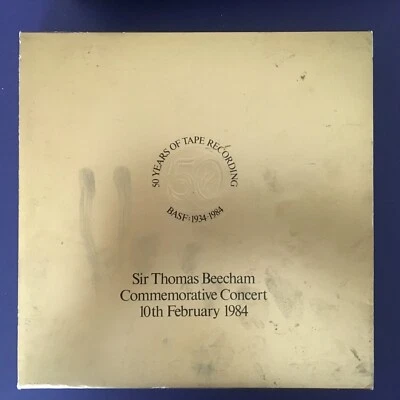 50 YEARS OF TAPE RECORDING
50
BASF: 1934-1984
Sir Thomas Beecham
Commemorative Concert
10th February 1984